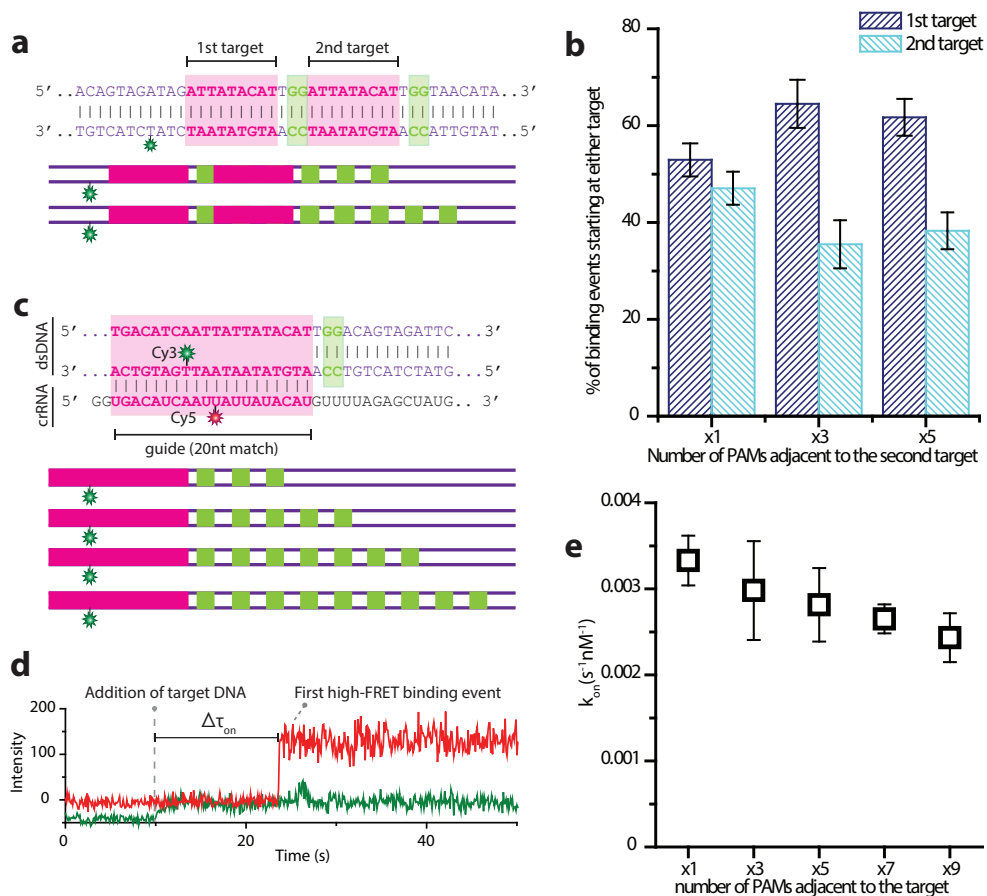 a
1st target
2nd target
5’ ..ACAGTAGATAGATTATACATTGGATTATACATTGGTAACATA..3’
3’ ..TGTCATCTATCTAATATGTAACCTAATATGTAACCATTGTAT..5’
b
1st target
2nd target
% of binding events starting at either target
80
60
40
20
0
x1
x3
x5
Number of PAMs adjacent to the second target
c
dsDNA
5’ ...TGACATCAATTATTATACATTGGACAGTAGATTC...3’
Cy3
3’ ...ACTGTAGTTAATAATATGTAACCTGTCATCTATG...5’
crRNA
5’ GGUGACAUCAAUUAUUAUACAUGUUUUAGAGCUAUG.. 3’
Cy5
guide (20nt match)
d
Addition of target DNA
First high-FRET binding event
Δτon
Intensity
200
100
0
0
20
40
Time (s)
e
kon(s-1nM-1)
0.004
0.003
0.002
0.001
0.000
x1
x3
x5
x7
x9
number of PAMs adjacent to the target